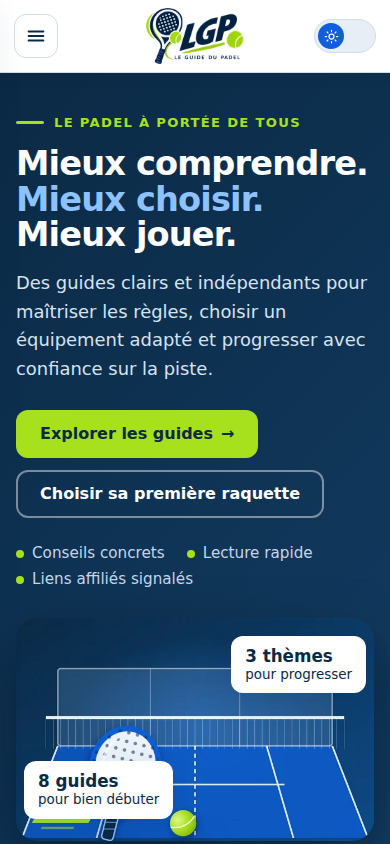 LGP
LE GUIDE DU PADEL
LE PADEL À PORTÉE DE TOUS
Mieux comprendre.
Mieux choisir.
Mieux jouer.
Des guides clairs et indépendants pour
maîtriser les règles, choisir un
équipement adapté et progresser avec
confiance sur la piste.
Explorer les guides →
Choisir sa première raquette
Conseils concrets
Lecture rapide
Liens affiliés signalés
3 thèmes
pour progresser
8 guides
pour bien débuter